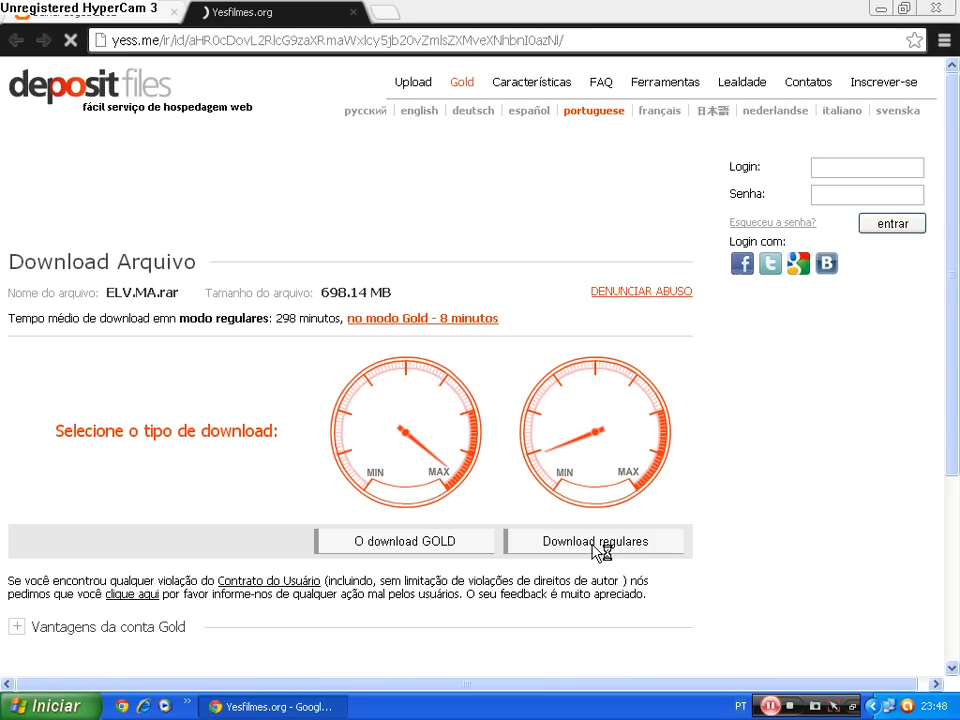 Unregistered HyperCam 3
Yesfilmes.org
yess.me/ir/id/aHR0cDovL2RlcG9zaXRmaWxlcy5jb20vZmlsZXMveXNhbnI0azNl/
depositfiles
fácil serviço de hospedagem web
Upload Gold Características FAQ Ferramentas Lealdade Contatos Inscrever-se
русский english deutsch español portuguese français 日本語 nederlandse italiano svenska
Login:
Senha:
Esqueceu a senha? entrar
Login com:
Download Arquivo
Nome do arquivo: ELV.MA.rar Tamanho do arquivo: 698.14 MB DENUNCIAR ABUSO
Tempo médio de download emn modo regulares: 298 minutos, no modo Gold - 8 minutos
Selecione o tipo de download:
MIN MAX MIN MAX
O download GOLD Download regulares
Se você encontrou qualquer violação do Contrato do Usuário (incluindo, sem limitação de violações de direitos de autor ) nós
pedimos que você clique aqui por favor informe-nos de qualquer ação mal pelos usuários. O seu feedback é muito apreciado.
Vantagens da conta Gold
Iniciar Yesfilmes.org - Googl... PT 23:48